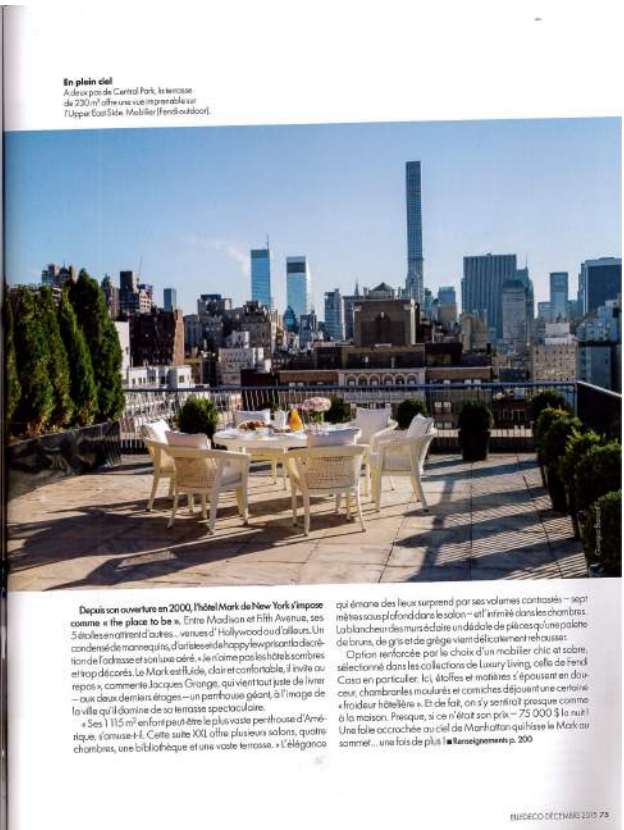 En plein ciel
A deux pas de Central Park, la terrasse
de 230 m² offre une vue imprenable sur
l'Upper East Side. Mobilier (Fendi outdoor).
Depuis son ouverture en 2000, l'hôtel Mark de New York s'impose
comme « the place to be ». Entre Madison et Fifth Avenue, ses
5 étoiles en attirent d'autres... venues d'Hollywood ou d'ailleurs. Un
condensé de mannequins, d'artistes et de happy few prisant la discré-
tion de l'adresse et son luxe aéré. « Je n'aime pas les hôtels sombres
et trop décorés. Le Mark est fluide, clair et confortable, il invite au
repos », commente Jacques Grange, qui vient tout juste de livrer
– aux deux derniers étages – un penthouse géant, à l'image de
la ville qu'il domine de sa terrasse spectaculaire.
« Ses 1 115 m² en font peut-être le plus vaste penthouse d'Amé-
rique, s'amuse-t-il. Cette suite XXL offre plusieurs salons, quatre
chambres, une bibliothèque et une vaste terrasse. » L'élégance
qui émane des lieux surprend par ses volumes contrastés – sept
mètres sous plafond dans le salon – et l'infimité dans les chambres.
La blancheur des murs éclaire un dédale de pièces qu'une palette
de bruns, de gris et de grège vient délicatement rehausser.
Option renforcée par le choix d'un mobilier chic et sobre,
sélectionné dans les collections de Luxury Living, celle de Fendi
Casa en particulier. Ici, étoffes et matières s'épousent en dou-
ceur, chambranles moulurés et corniches déjouent une certaine
« froideur hôtelière ». Et de fait, on s'y sentirait presque comme
à la maison. Presque, si ce n'était son prix – 75 000 $ la nuit !
Une folie accrochée au ciel de Manhattan qui hisse le Mark au
sommet... une fois de plus ! ■ Renseignements p. 200
ELLE DECO DÉCEMBRE 2015 75